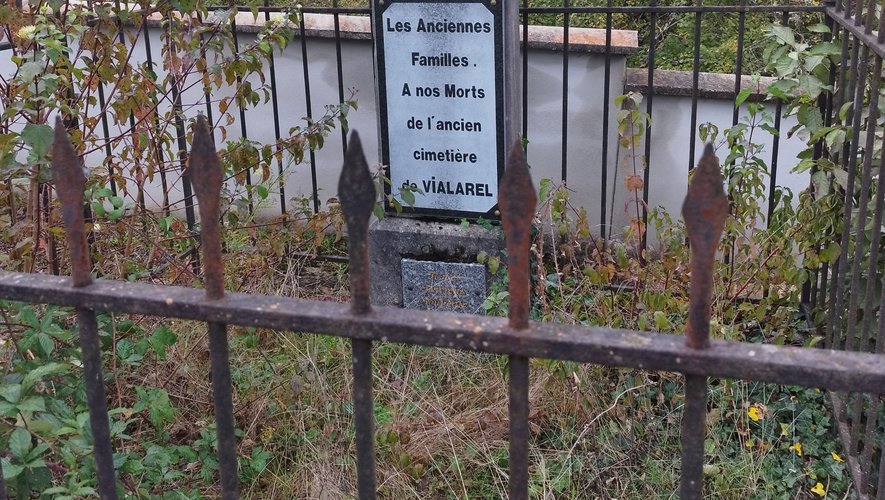 Les Anciennes
Familles.
A nos Morts
de l'ancien
cimetière
de VIALAREL